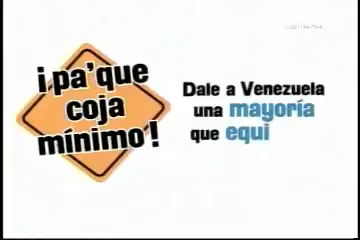 ¡pa'que
coja
mínimo!
Dale a Venezuela
una mayoría
que equi